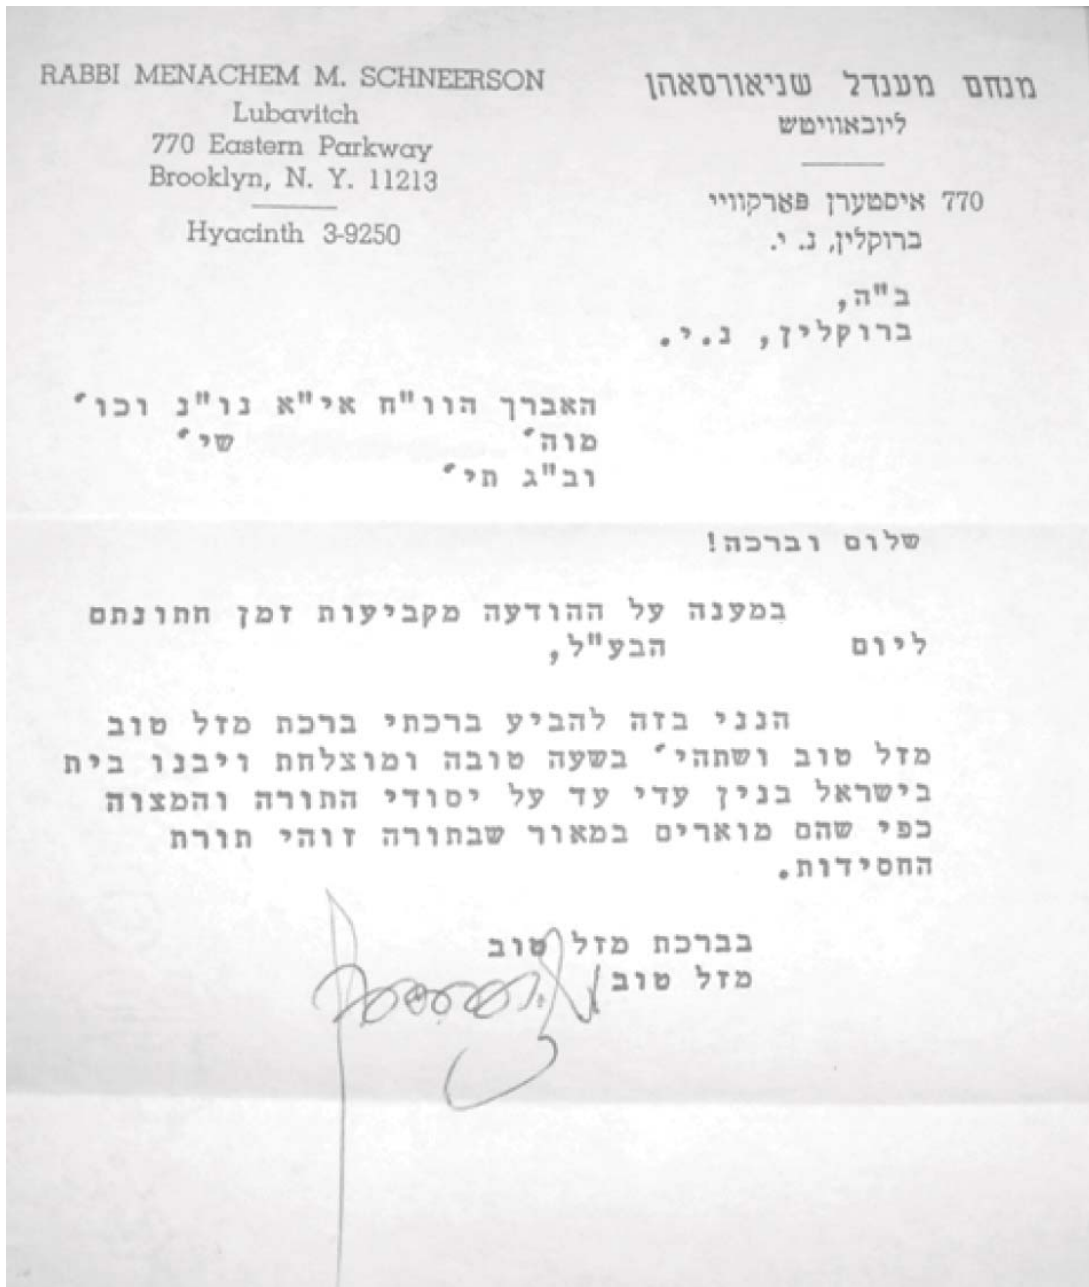 RABBI MENACHEM M. SCHNEERSON
Lubavitch
770 Eastern Parkway
Brooklyn, N. Y. 11213
Hyacinth 3-9250
מנחם מענדל שניאורסאהן
ליובאוויטש
770 איסטערן פארקוויי
ברוקלין, נ. י.
ב"ה,
ברוקלין, נ.י.
האברך הוו"ח אי"א נו"נ וכו'
מוה' שי'
וב"ג תי'
שלום וברכה!
במענה על ההודעה מקביעות זמן חתונתם
ליום הבע"ל,
הנני בזה להביע ברכתי ברכת מזל טוב
מזל טוב ושתהי' בשעה טובה ומוצלחת ויבנו בית
בישראל בנין עדי עד על יסודי התורה והמצוה
כפי שהם מוארים במאור שבתורה זוהי תורת
החסידות.
בברכת מזל טוב
מזל טוב